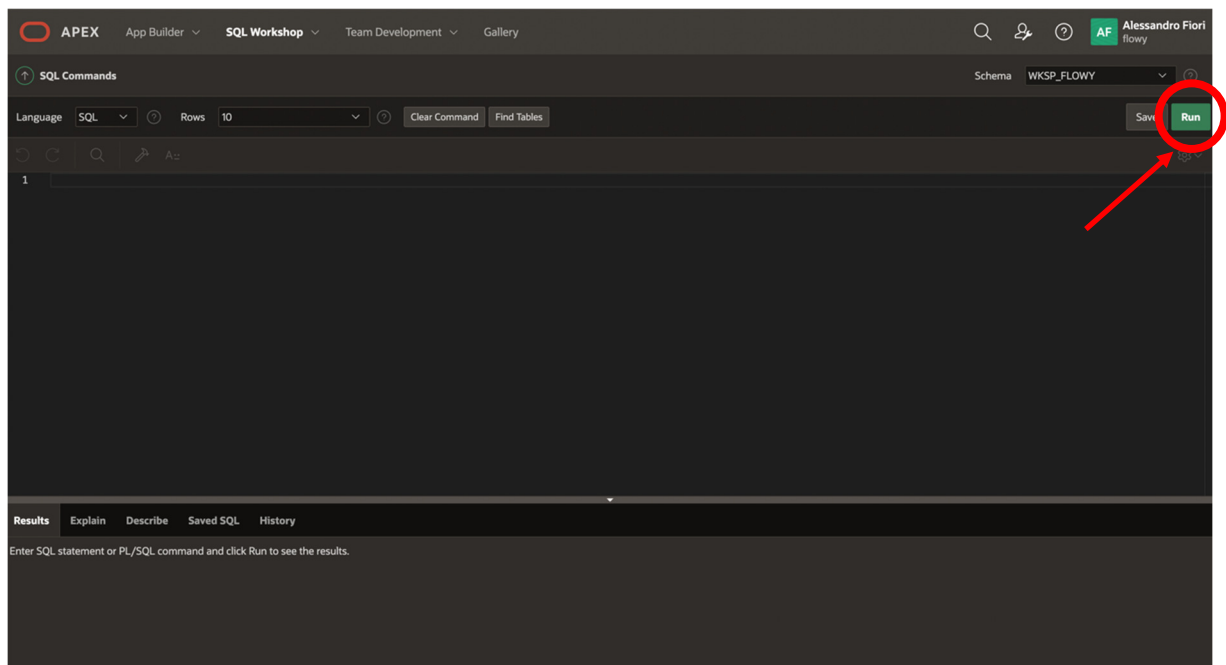 APEX App Builder SQL Workshop Team Development Gallery AF Alessandro Fiori
flowy
SQL Commands Schema WKSP_FLOWY
Language SQL Rows 10 Clear Command Find Tables Save Run
A
1
Results Explain Describe Saved SQL History
Enter SQL statement or PL/SQL command and click Run to see the results.